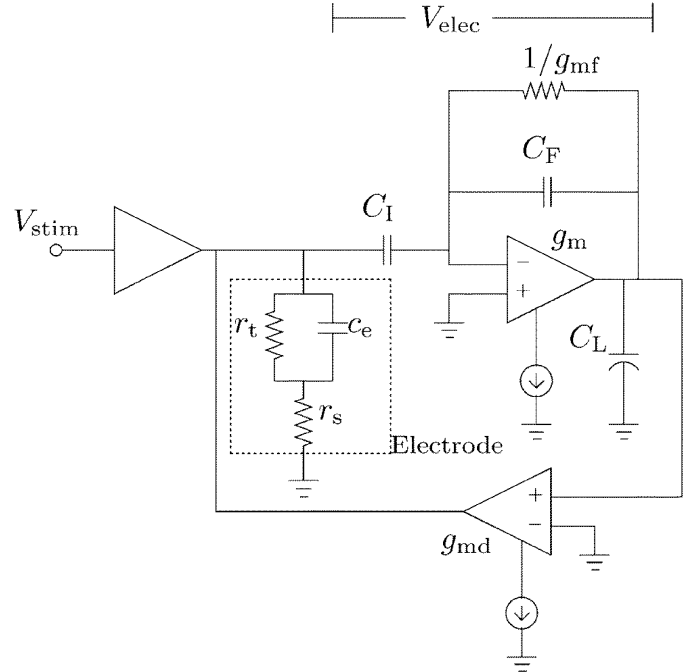 V_elec
1/g_mf
C_F
C_I
V_stim
g_m
−
+
r_t
c_e
C_L
r_s
Electrode
+
−
g_md